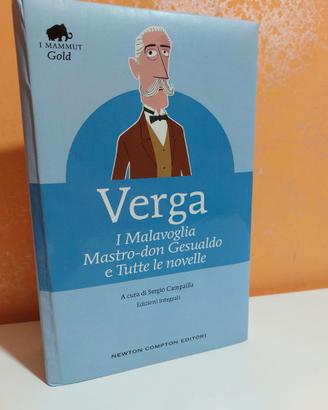 I MAMMUT
Gold
Verga
I Malavoglia
Mastro-don Gesualdo
e Tutte le novelle
A cura di Sergio Campailla
Edizioni integrali
NEWTON COMPTON EDITORI